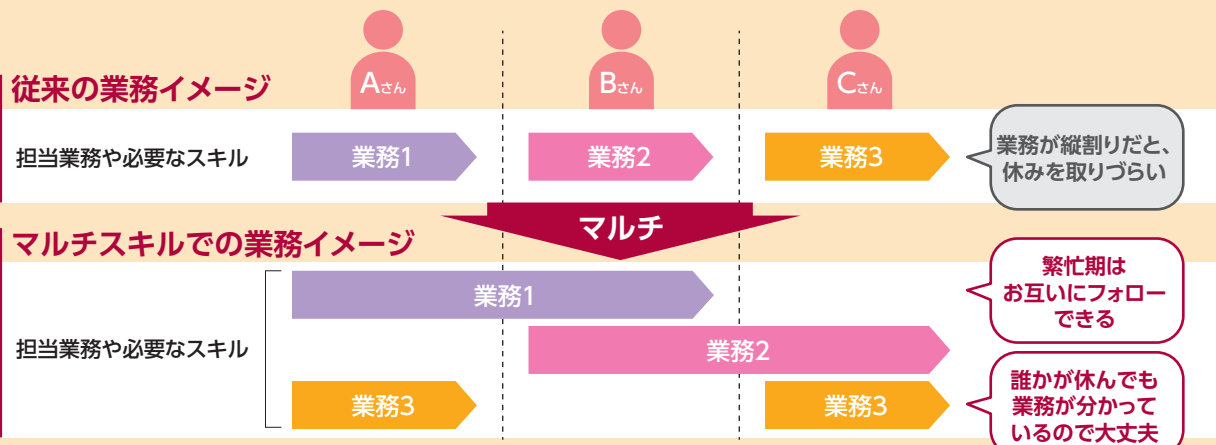 Aさん
Bさん
Cさん
従来の業務イメージ
担当業務や必要なスキル
業務1
業務2
業務3
業務が縦割りだと、
休みを取りづらい
マルチ
マルチスキルでの業務イメージ
担当業務や必要なスキル
業務1
業務2
業務3
業務3
繁忙期は
お互いにフォロー
できる
誰かが休んでも
業務が分かって
いるので大丈夫